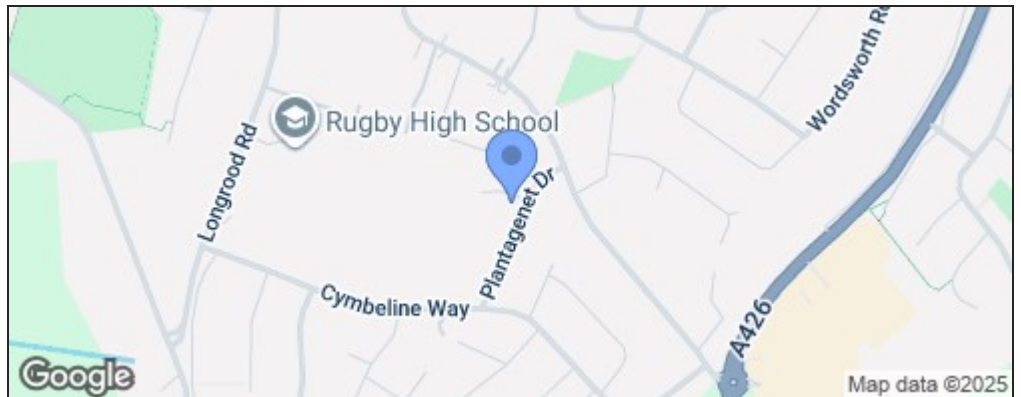 Wordsworth Rd
Rugby High School
Longrood Rd
Plantagenet Dr
Cymbeline Way
A426
Google
Map data ©2025